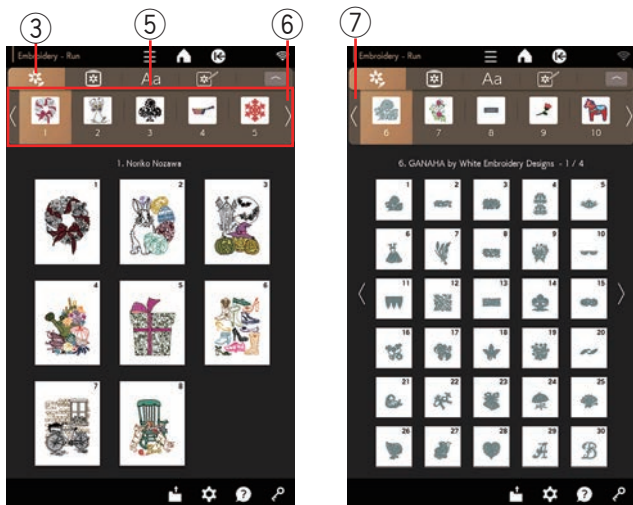 3 5 6 7
Embroidery - Run
Aa
1 2 3 4 5
1. Noriko Nozawa
1 2 3
4 5 6
7 8
?
Embroidery - Run
Aa
6 7 8 9 10
6. GANAHA by White Embroidery Designs - 1 / 4
1 2 3 4 5
6 7 8 9 10
11 12 13 14 15
16 17 18 19 20
21 22 23 24 25
26 27 28 29 30
A B
?